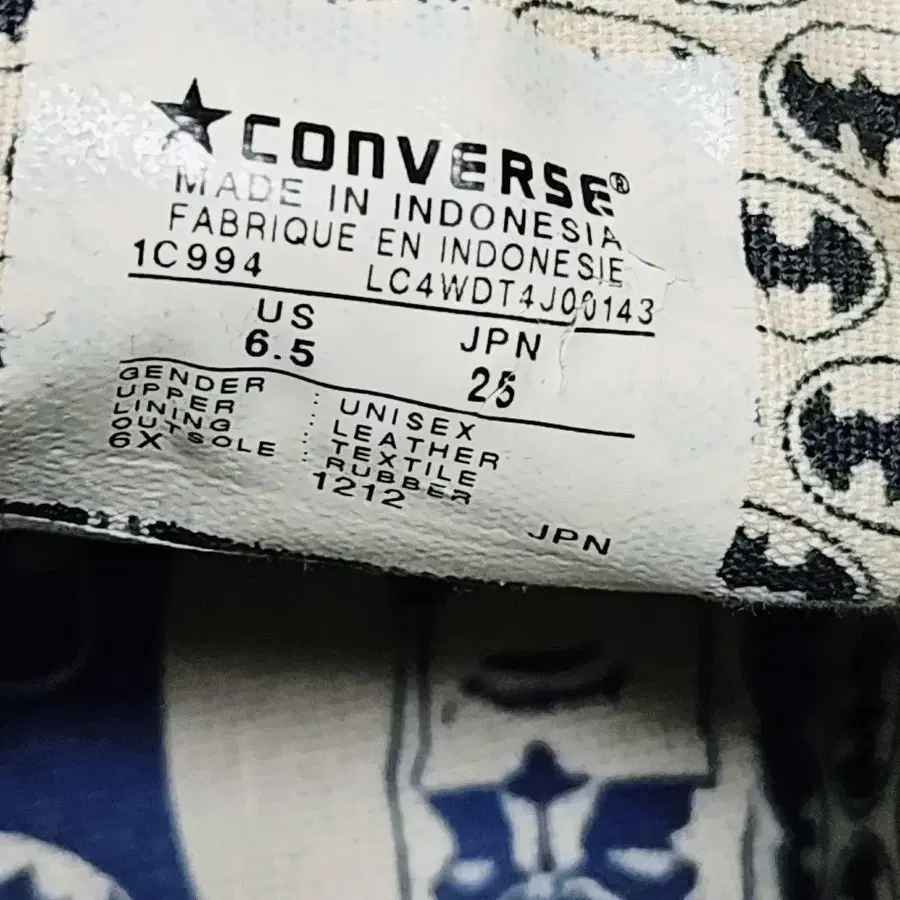 CONVERSE®
MADE IN INDONESIA
FABRIQUE EN INDONESIE
1C994 LC4WDT4J00143
US JPN
6.5 25
GENDER : UNISEX
UPPER : LEATHER
LINING : TEXTILE
OUTSOLE : RUBBER
6X 1212
JPN